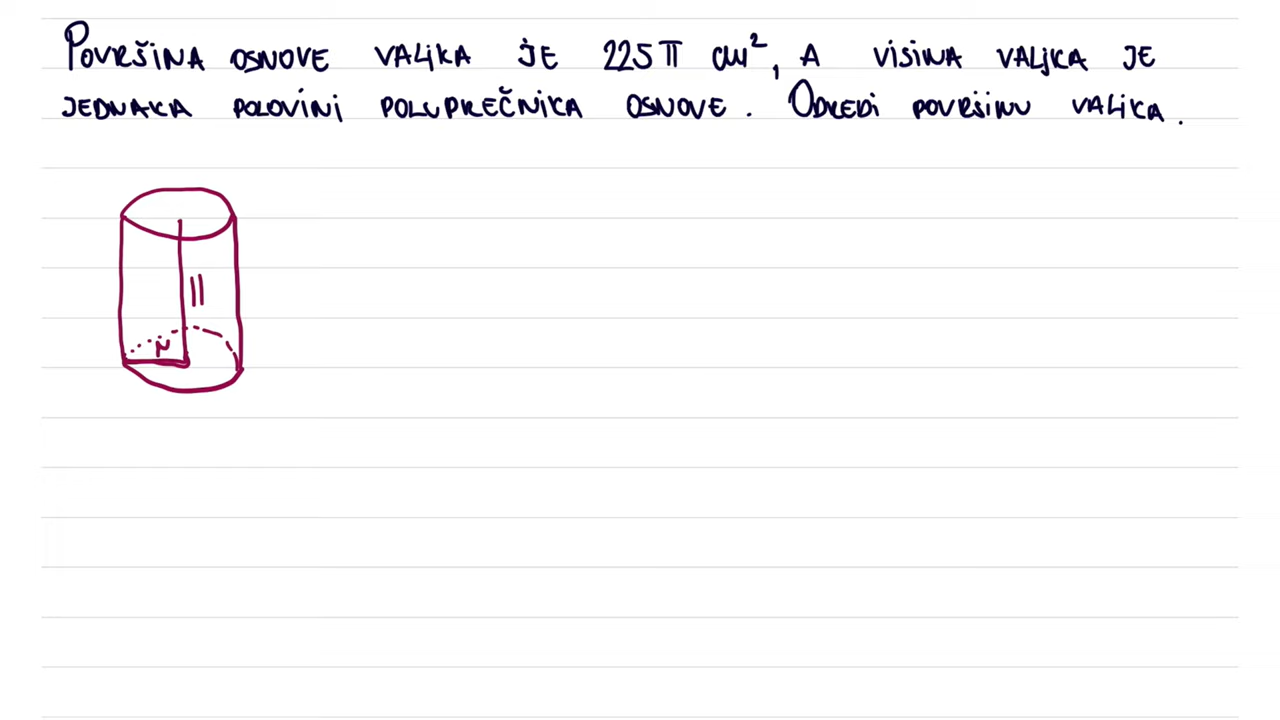 Površina osnove valjka je 225π cm², a visina valjka je
jednaka polovini poluprečnika osnove. Odredi površinu valjka.
r